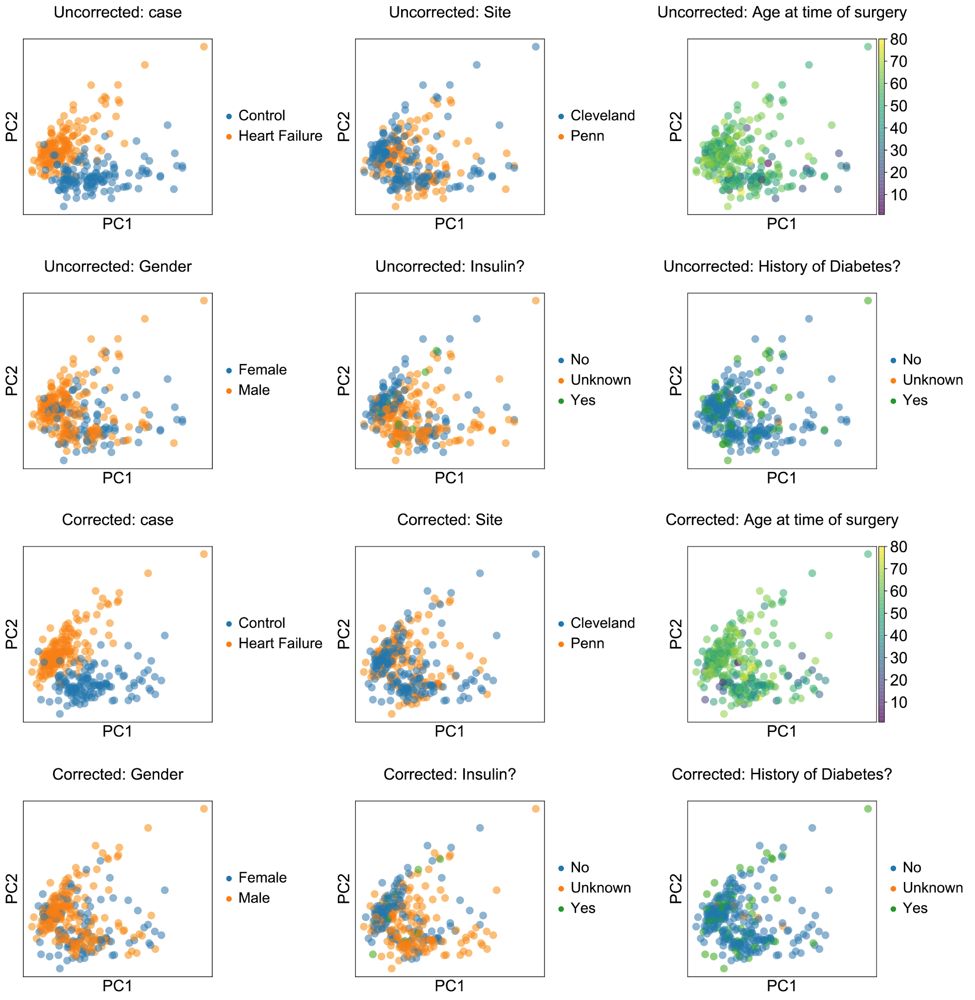 Uncorrected: case
Uncorrected: Site
Uncorrected: Age at time of surgery
PC2
PC1
Control
Heart Failure
PC2
PC1
Cleveland
Penn
PC2
PC1
80
70
60
50
40
30
20
10
Uncorrected: Gender
Uncorrected: Insulin?
Uncorrected: History of Diabetes?
PC2
PC1
Female
Male
PC2
PC1
No
Unknown
Yes
PC2
PC1
No
Unknown
Yes
Corrected: case
Corrected: Site
Corrected: Age at time of surgery
PC2
PC1
Control
Heart Failure
PC2
PC1
Cleveland
Penn
PC2
PC1
80
70
60
50
40
30
20
10
Corrected: Gender
Corrected: Insulin?
Corrected: History of Diabetes?
PC2
PC1
Female
Male
PC2
PC1
No
Unknown
Yes
PC2
PC1
No
Unknown
Yes